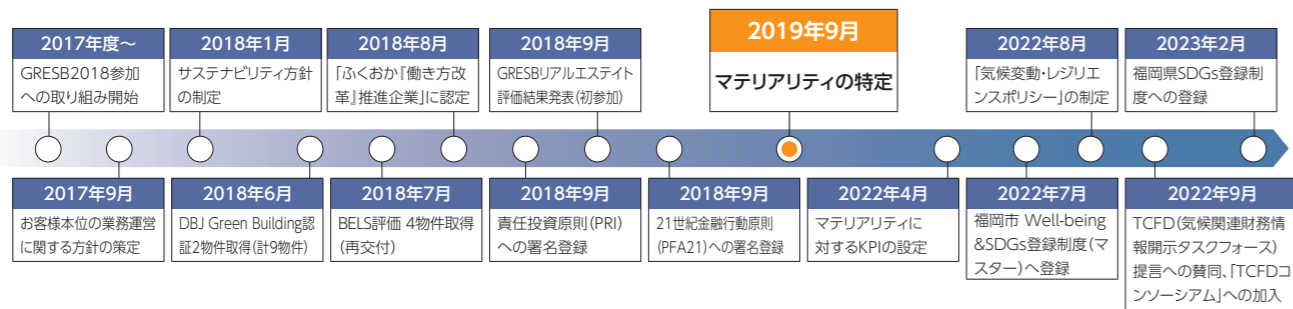 2017年度～
GRESB2018参加
への取り組み開始
2018年1月
サステナビリティ方針
の制定
2018年8月
「ふくおか『働き方改
革』推進企業」に認定
2018年9月
GRESBリアルエステイト
評価結果発表(初参加)
2019年9月
マテリアリティの特定
2022年8月
「気候変動・レジリエ
ンスポリシー」の制定
2023年2月
福岡県SDGs登録制
度への登録
2017年9月
お客様本位の業務運営
に関する方針の策定
2018年6月
DBJ Green Building認
証2物件取得(計9物件)
2018年7月
BELS評価 4物件取得
(再交付)
2018年9月
責任投資原則(PRI)
への署名登録
2018年9月
21世紀金融行動原則
(PFA21)への署名登録
2022年4月
マテリアリティに
対するKPIの設定
2022年7月
福岡市 Well-being
&SDGs登録制度(マ
スター)へ登録
2022年9月
TCFD(気候関連財務情
報開示タスクフォース)
提言への賛同、「TCFDコ
ンソーシアム」への加入